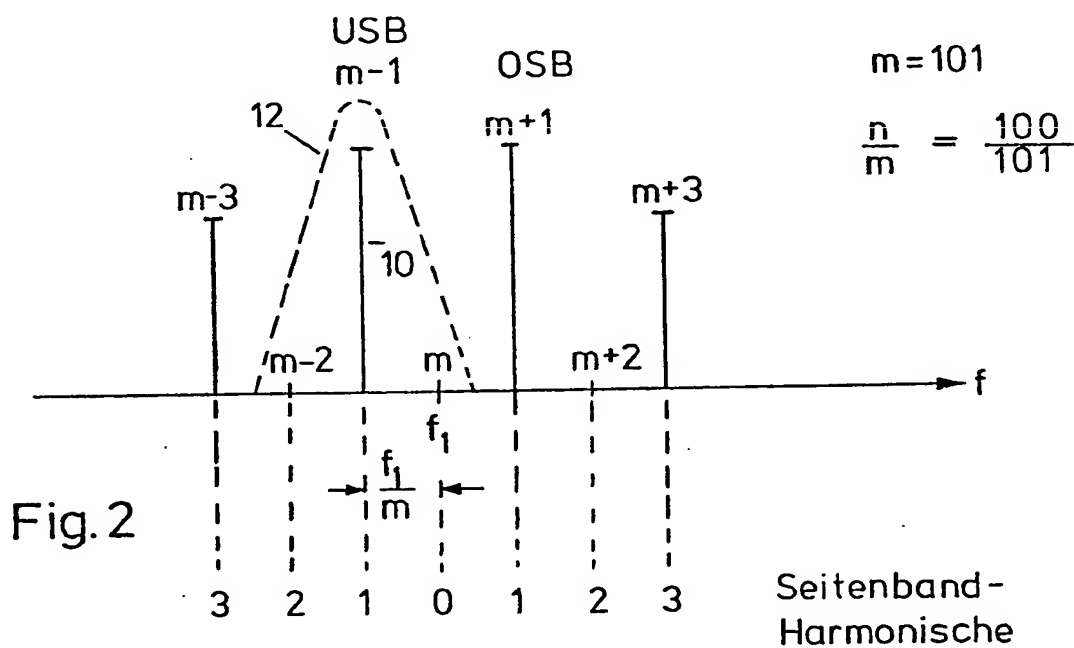 USB
m-1
OSB
m=101
12
m+1
n/m = 100/101
m-3
m+3
10
m-2
m
m+2
f
f₁
f₁/m
Fig.2
3 2 1 0 1 2 3
Seitenband-
Harmonische